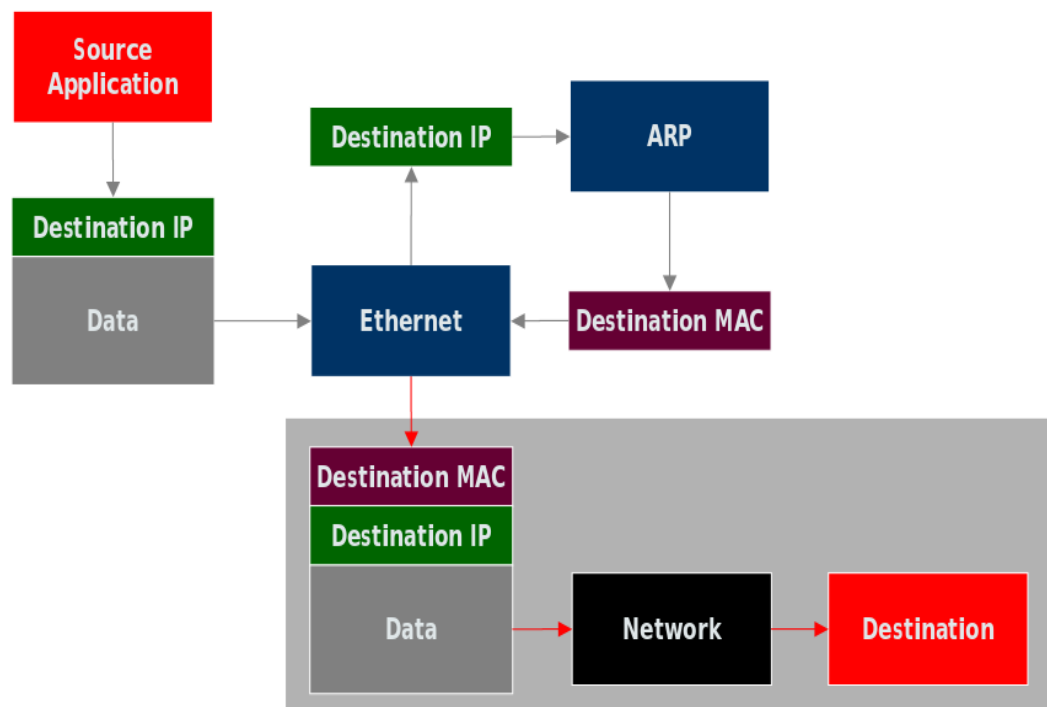 Source
Application
Destination IP
ARP
Destination IP
Data
Ethernet
Destination MAC
Destination MAC
Destination IP
Data
Network
Destination